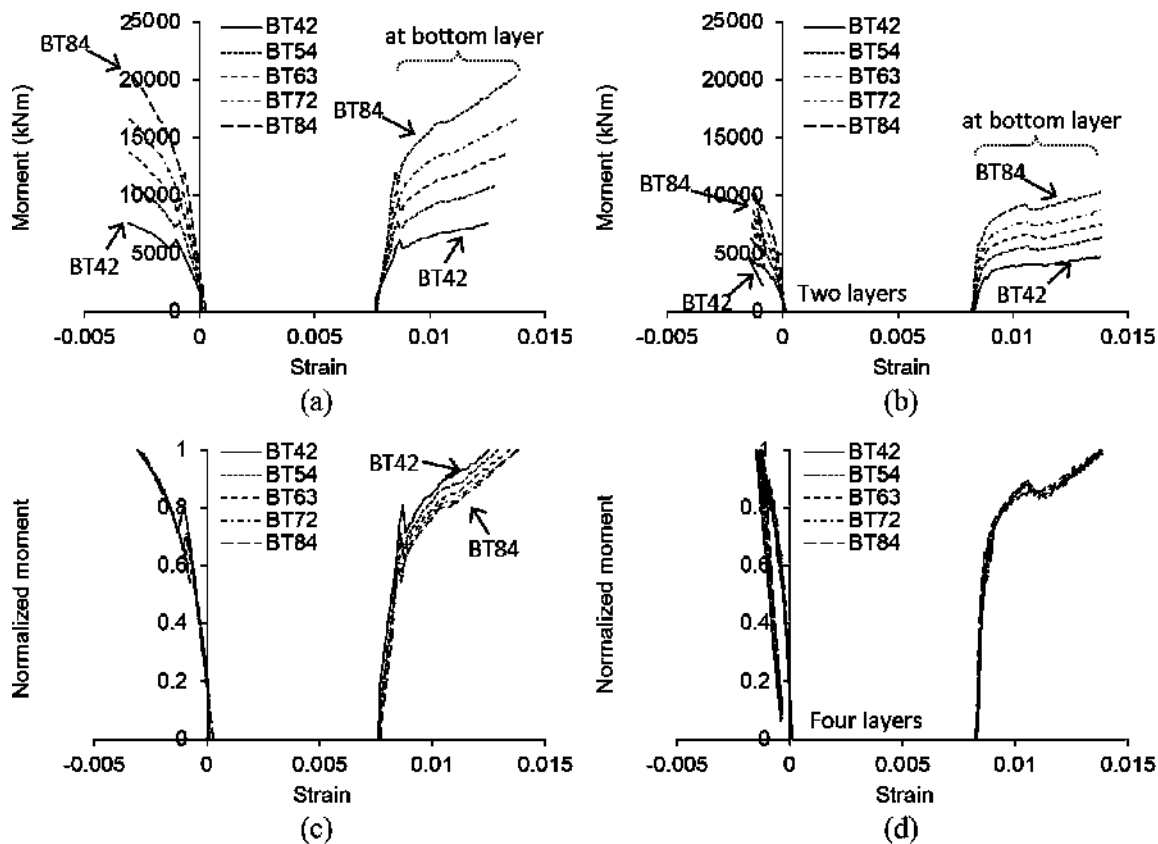 25000
20000
15000
10000
5000
0
-0.005 0 0.005 0.01 0.015
Moment (kNm)
Strain
BT42
BT54
BT63
BT72
BT84
BT84
BT42
at bottom layer
BT84
BT42
(a)
25000
20000
15000
10000
5000
0
-0.005 0 0.005 0.01 0.015
Moment (kNm)
Strain
BT42
BT54
BT63
BT72
BT84
BT84
BT42
at bottom layer
BT84
BT42
Two layers
(b)
1
0.8
0.6
0.4
0.2
0
-0.005 0 0.005 0.01 0.015
Normalized moment
Strain
BT42
BT54
BT63
BT72
BT84
BT42
BT84
(c)
1
0.8
0.6
0.4
0.2
0
-0.005 0 0.005 0.01 0.015
Normalized moment
Strain
BT42
BT54
BT63
BT72
BT84
Four layers
(d)